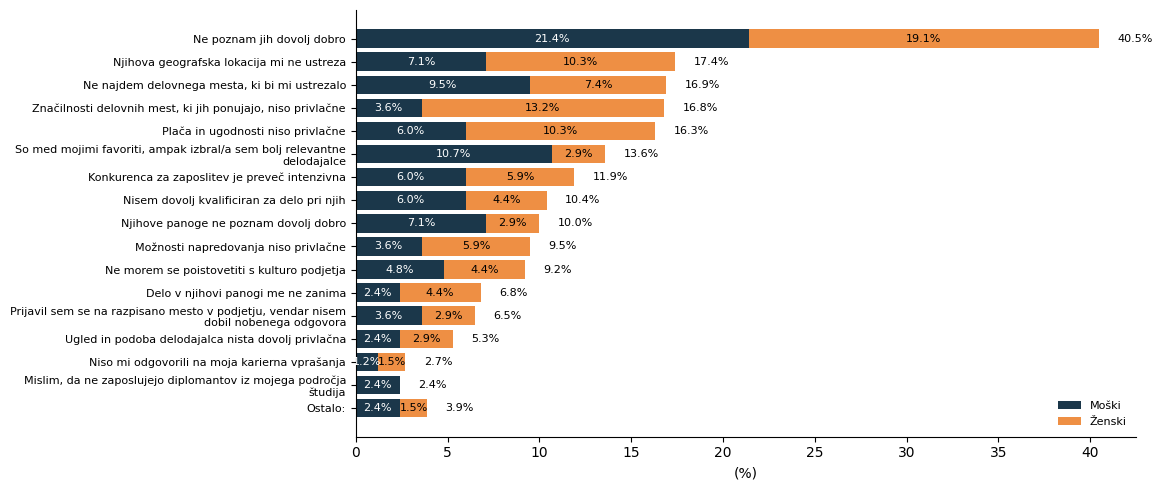 Ne poznam jih dovolj dobro 21.4% 19.1% 40.5%
Njihova geografska lokacija mi ne ustreza 7.1% 10.3% 17.4%
Ne najdem delovnega mesta, ki bi mi ustrezalo 9.5% 7.4% 16.9%
Značilnosti delovnih mest, ki jih ponujajo, niso privlačne 3.6% 13.2% 16.8%
Plača in ugodnosti niso privlačne 6.0% 10.3% 16.3%
So med mojimi favoriti, ampak izbral/a sem bolj relevantne
delodajalce 10.7% 2.9% 13.6%
Konkurenca za zaposlitev je preveč intenzivna 6.0% 5.9% 11.9%
Nisem dovolj kvalificiran za delo pri njih 6.0% 4.4% 10.4%
Njihove panoge ne poznam dovolj dobro 7.1% 2.9% 10.0%
Možnosti napredovanja niso privlačne 3.6% 5.9% 9.5%
Ne morem se poistovetiti s kulturo podjetja 4.8% 4.4% 9.2%
Delo v njihovi panogi me ne zanima 2.4% 4.4% 6.8%
Prijavil sem se na razpisano mesto v podjetju, vendar nisem
dobil nobenega odgovora 3.6% 2.9% 6.5%
Ugled in podoba delodajalca nista dovolj privlačna 2.4% 2.9% 5.3%
Niso mi odgovorili na moja karierna vprašanja 1.2% 1.5% 2.7%
Mislim, da ne zaposlujejo diplomantov iz mojega področja
študija 2.4% 2.4%
Ostalo: 2.4% 1.5% 3.9%
Moški
Ženski
0 5 10 15 20 25 30 35 40
(%)